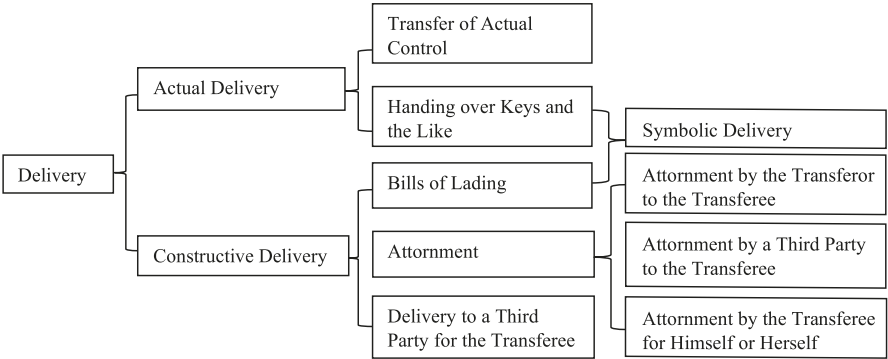 Transfer of Actual
Control
Actual Delivery
Handing over Keys and
the Like
Symbolic Delivery
Delivery
Bills of Lading
Attornment by the Transferor
to the Transferee
Constructive Delivery
Attornment
Attornment by a Third Party
to the Transferee
Delivery to a Third
Party for the Transferee
Attornment by the Transferee
for Himself or Herself